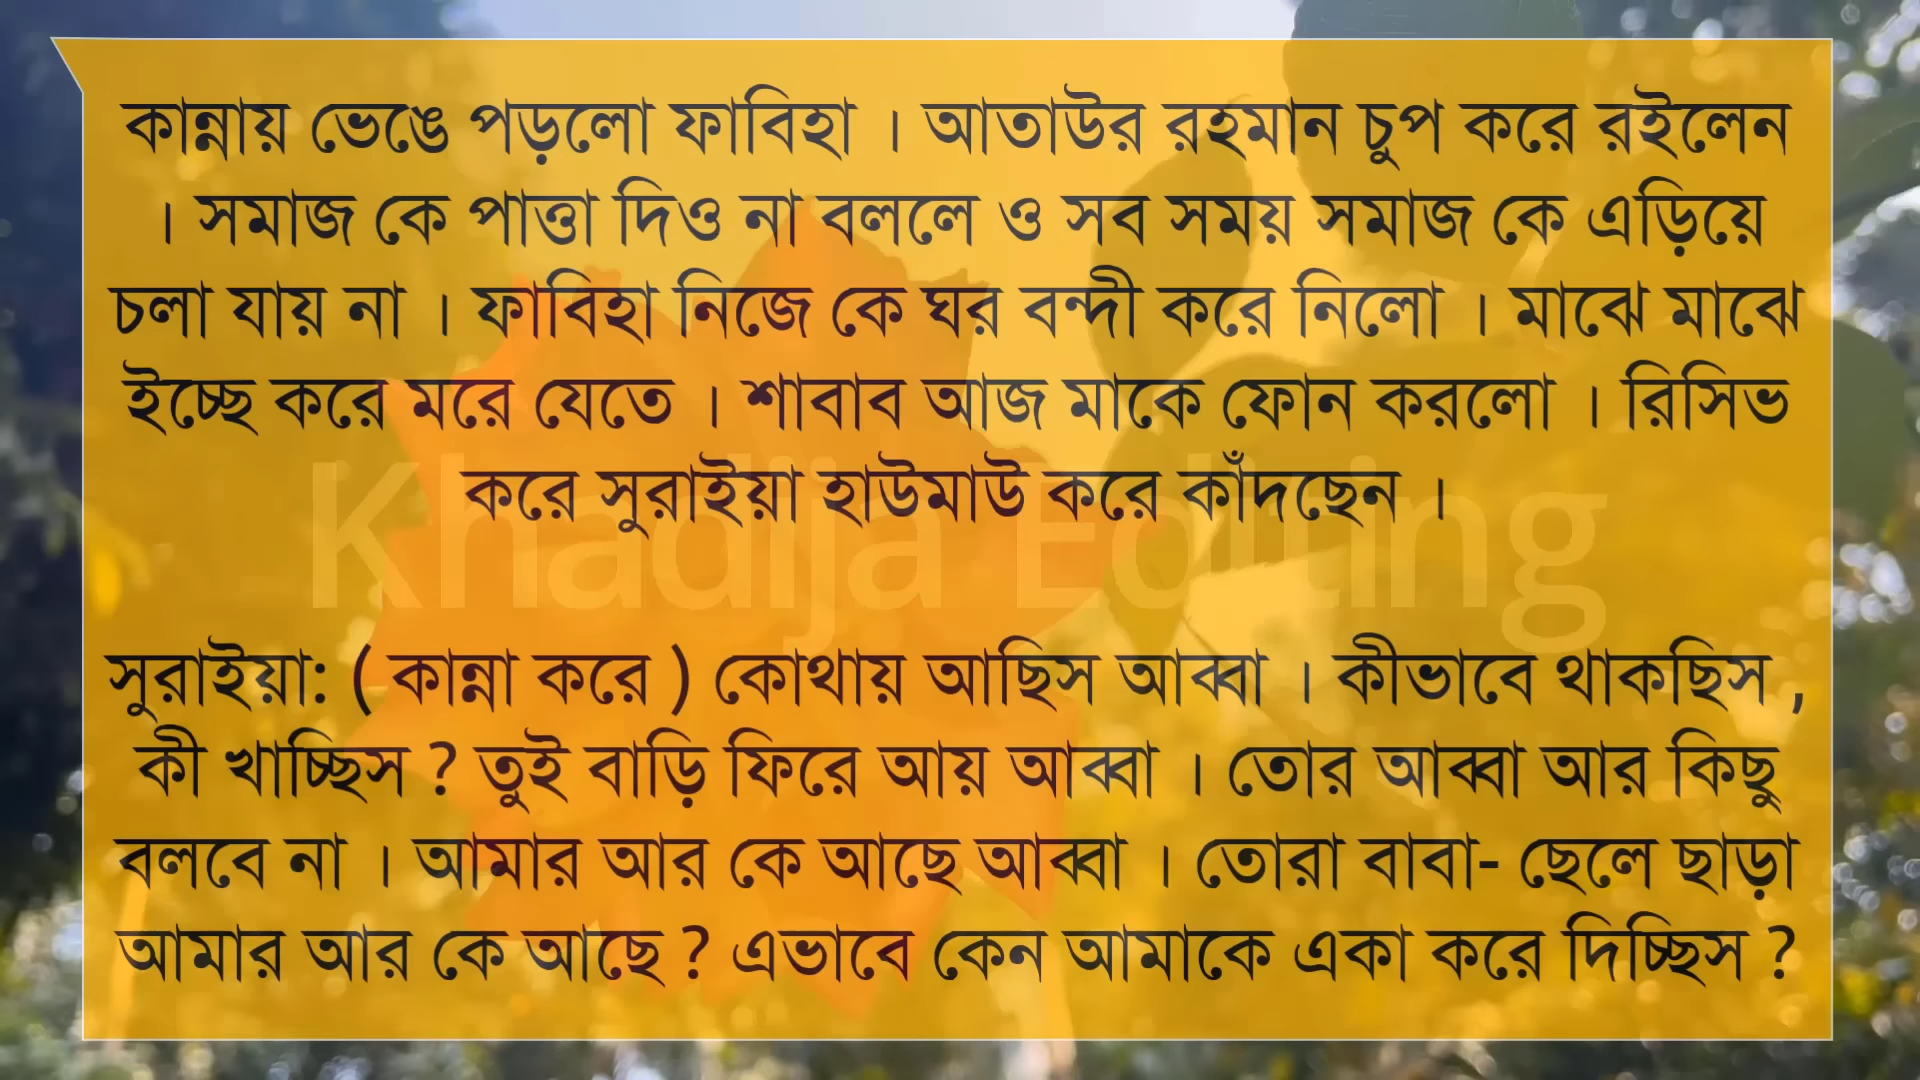 কান্নায় ভেঙে পড়লো ফাবিহা । আতাউর রহমান চুপ করে রইলেন
। সমাজ কে পাত্তা দিও না বললে ও সব সময় সমাজ কে এড়িয়ে
চলা যায় না । ফাবিহা নিজে কে ঘর বন্দী করে নিলো । মাঝে মাঝে
ইচ্ছে করে মরে যেতে । শাবাব আজ মাকে ফোন করলো । রিসিভ
করে সুরাইয়া হাউমাউ করে কাঁদছেন ।
Khadija Editing
সুরাইয়া: ( কান্না করে ) কোথায় আছিস আব্বা । কীভাবে থাকছিস ,
কী খাচ্ছিস ? তুই বাড়ি ফিরে আয় আব্বা । তোর আব্বা আর কিছু
বলবে না । আমার আর কে আছে আব্বা । তোরা বাবা- ছেলে ছাড়া
আমার আর কে আছে ? এভাবে কেন আমাকে একা করে দিচ্ছিস ?